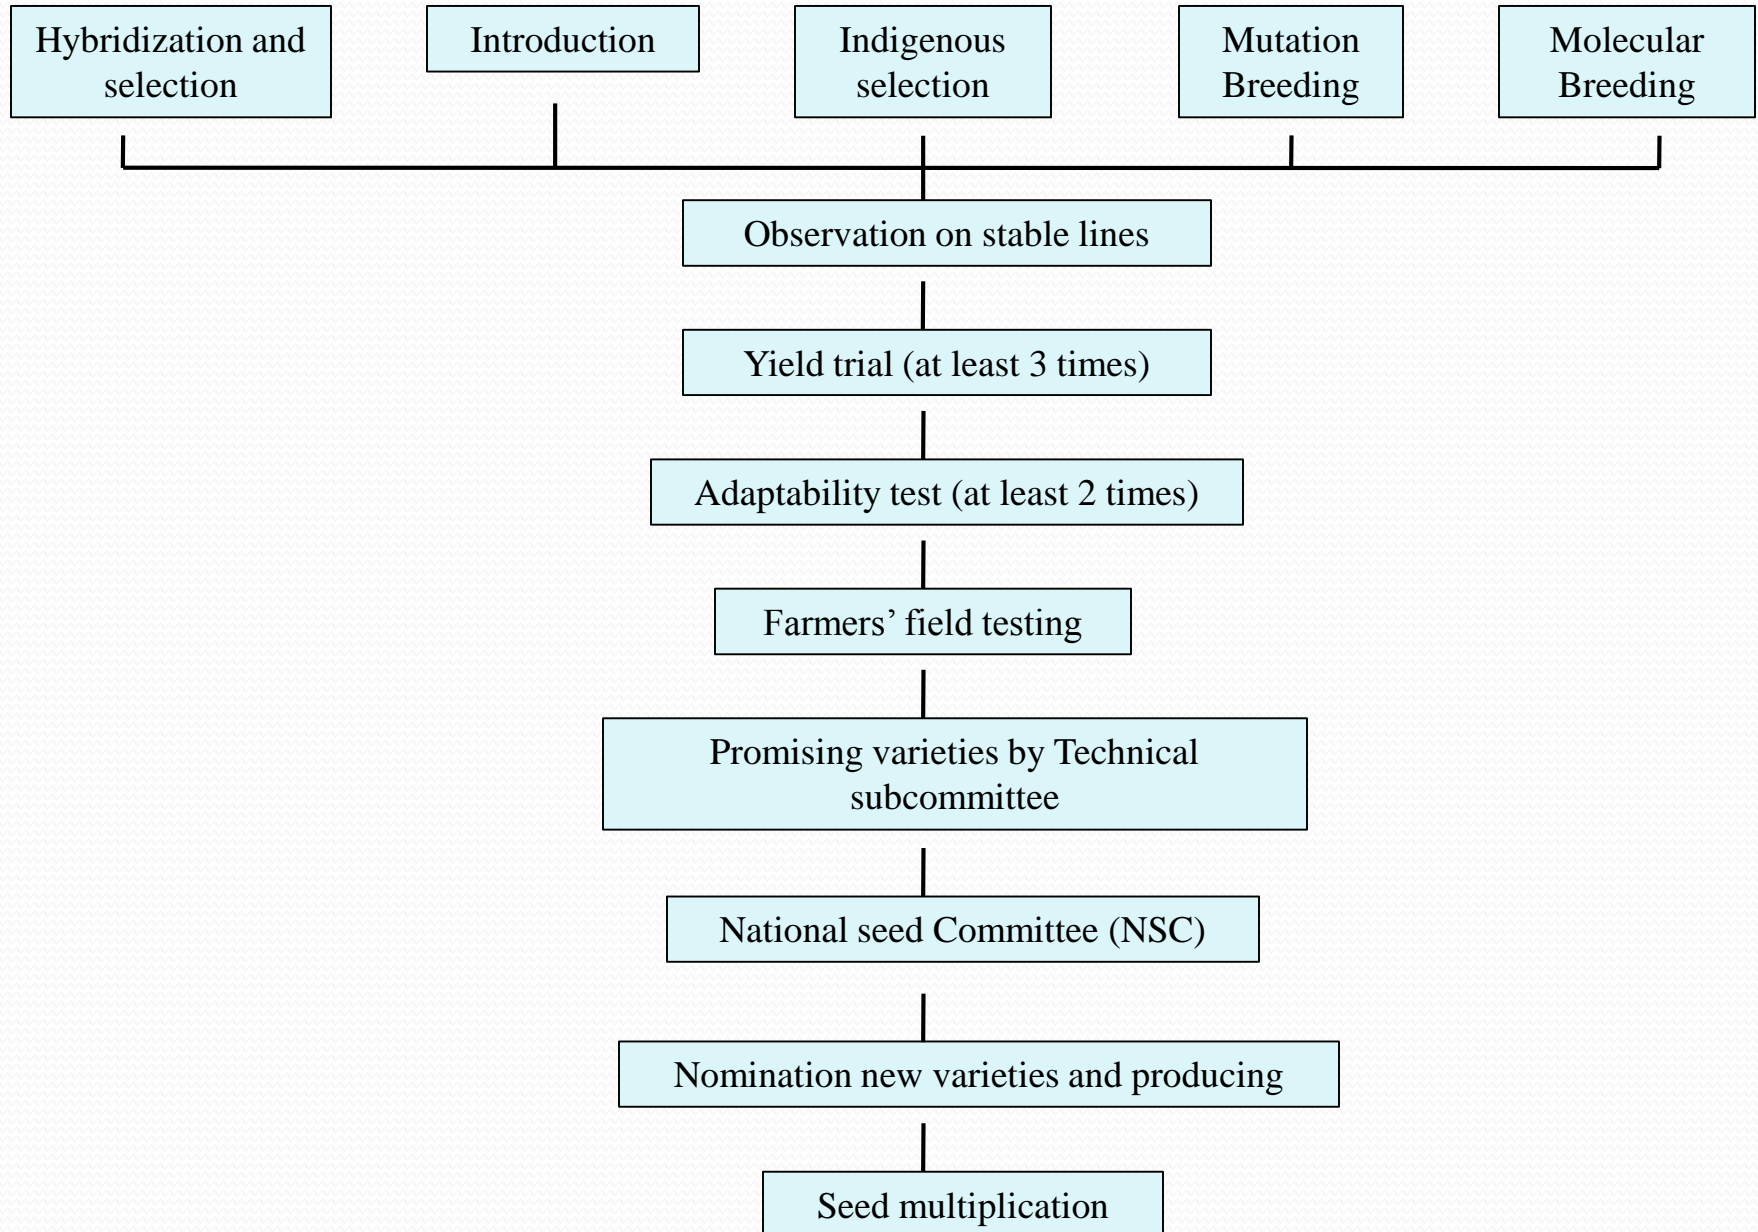 Hybridization and
selection
Introduction
Indigenous
selection
Mutation
Breeding
Molecular
Breeding
Observation on stable lines
Yield trial (at least 3 times)
Adaptability test (at least 2 times)
Farmers’ field testing
Promising varieties by Technical
subcommittee
National seed Committee (NSC)
Nomination new varieties and producing
Seed multiplication